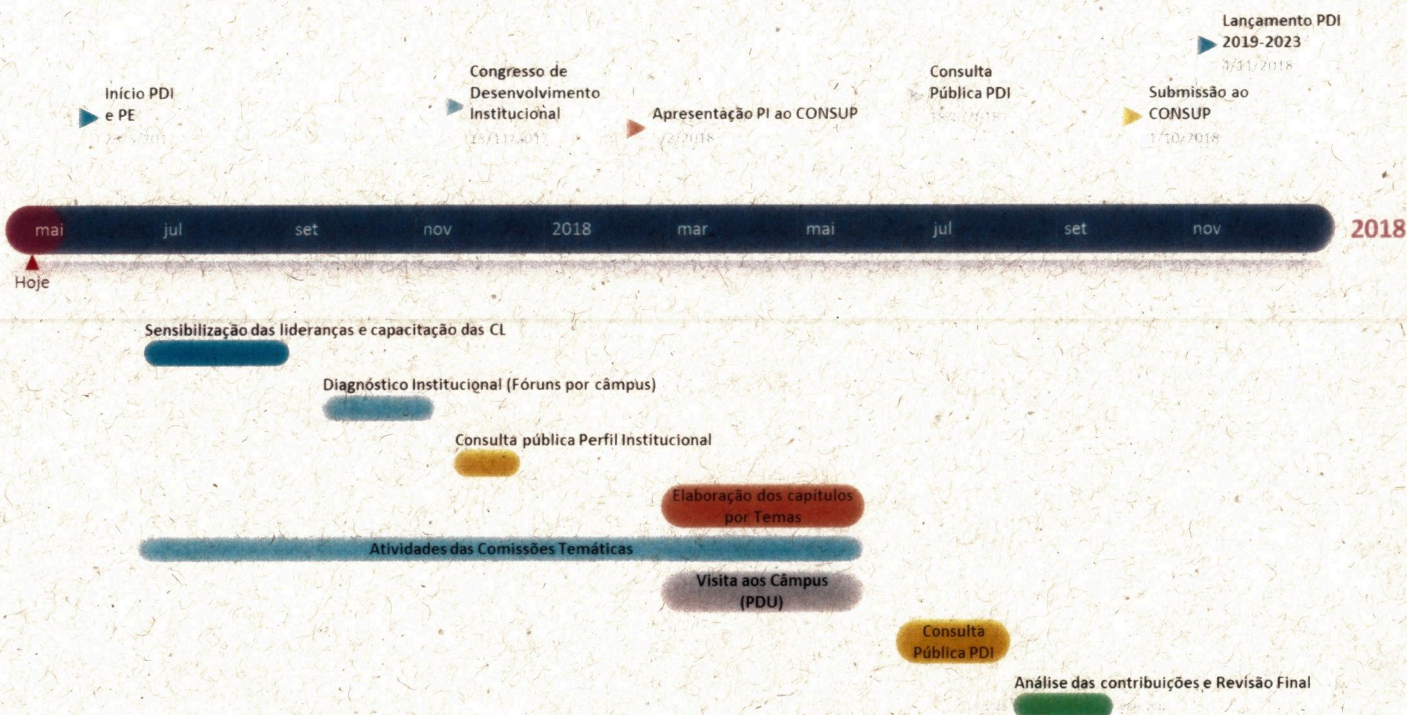 Lançamento PDI
2019-2023
4/11/2018
Congresso de
Desenvolvimento
Institucional
Consulta
Pública PDI
Início PDI
e PE
Submissão ao
CONSUP
1/10/2018
Apresentação PI ao CONSUP
mai jul set nov 2018 mar mai jul set nov 2018
Hoje
Sensibilização das lideranças e capacitação das CL
Diagnóstico Institucional (Fóruns por câmpus)
Consulta pública Perfil Institucional
Elaboração dos capítulos
por Temas
Atividades das Comissões Temáticas
Visita aos Câmpus
(PDU)
Consulta
Pública PDI
Análise das contribuições e Revisão Final